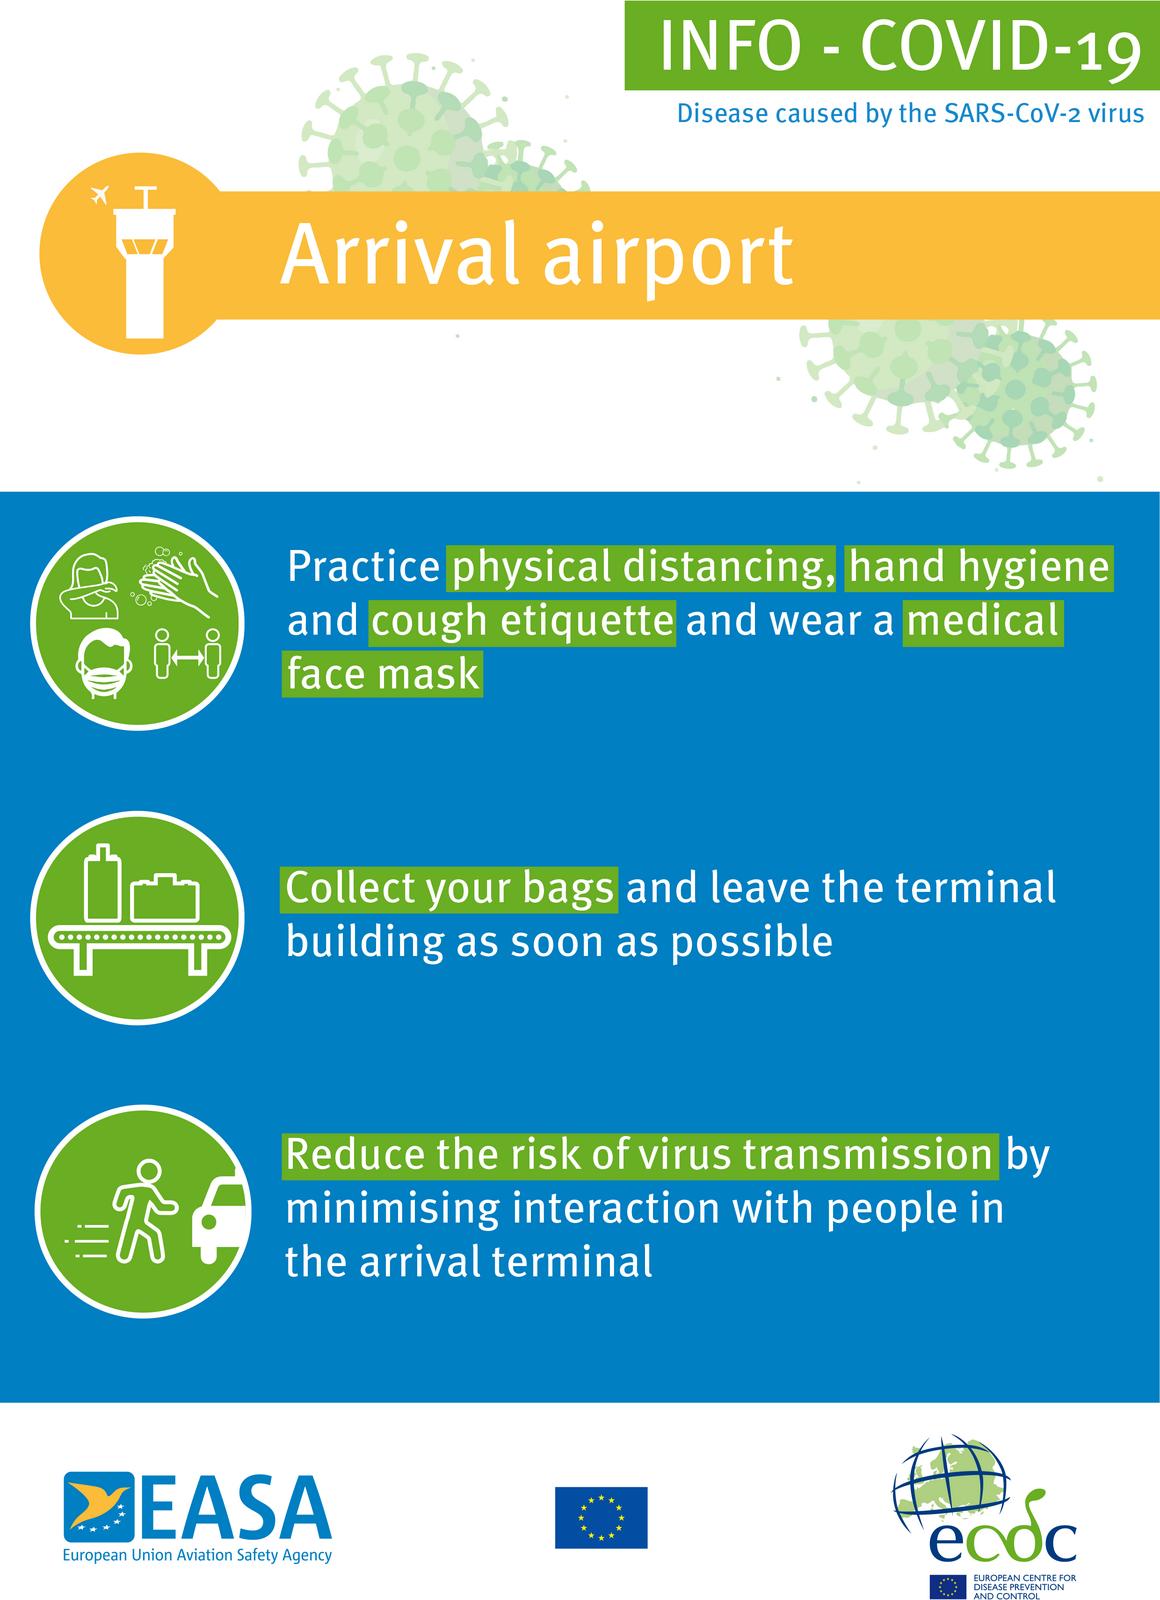 INFO - COVID-19
Disease caused by the SARS-CoV-2 virus
Arrival airport
Practice physical distancing, hand hygiene
and cough etiquette and wear a medical
face mask
Collect your bags and leave the terminal
building as soon as possible
Reduce the risk of virus transmission by
minimising interaction with people in
the arrival terminal
EASA
European Union Aviation Safety Agency
ecdc
EUROPEAN CENTRE FOR
DISEASE PREVENTION
AND CONTROL